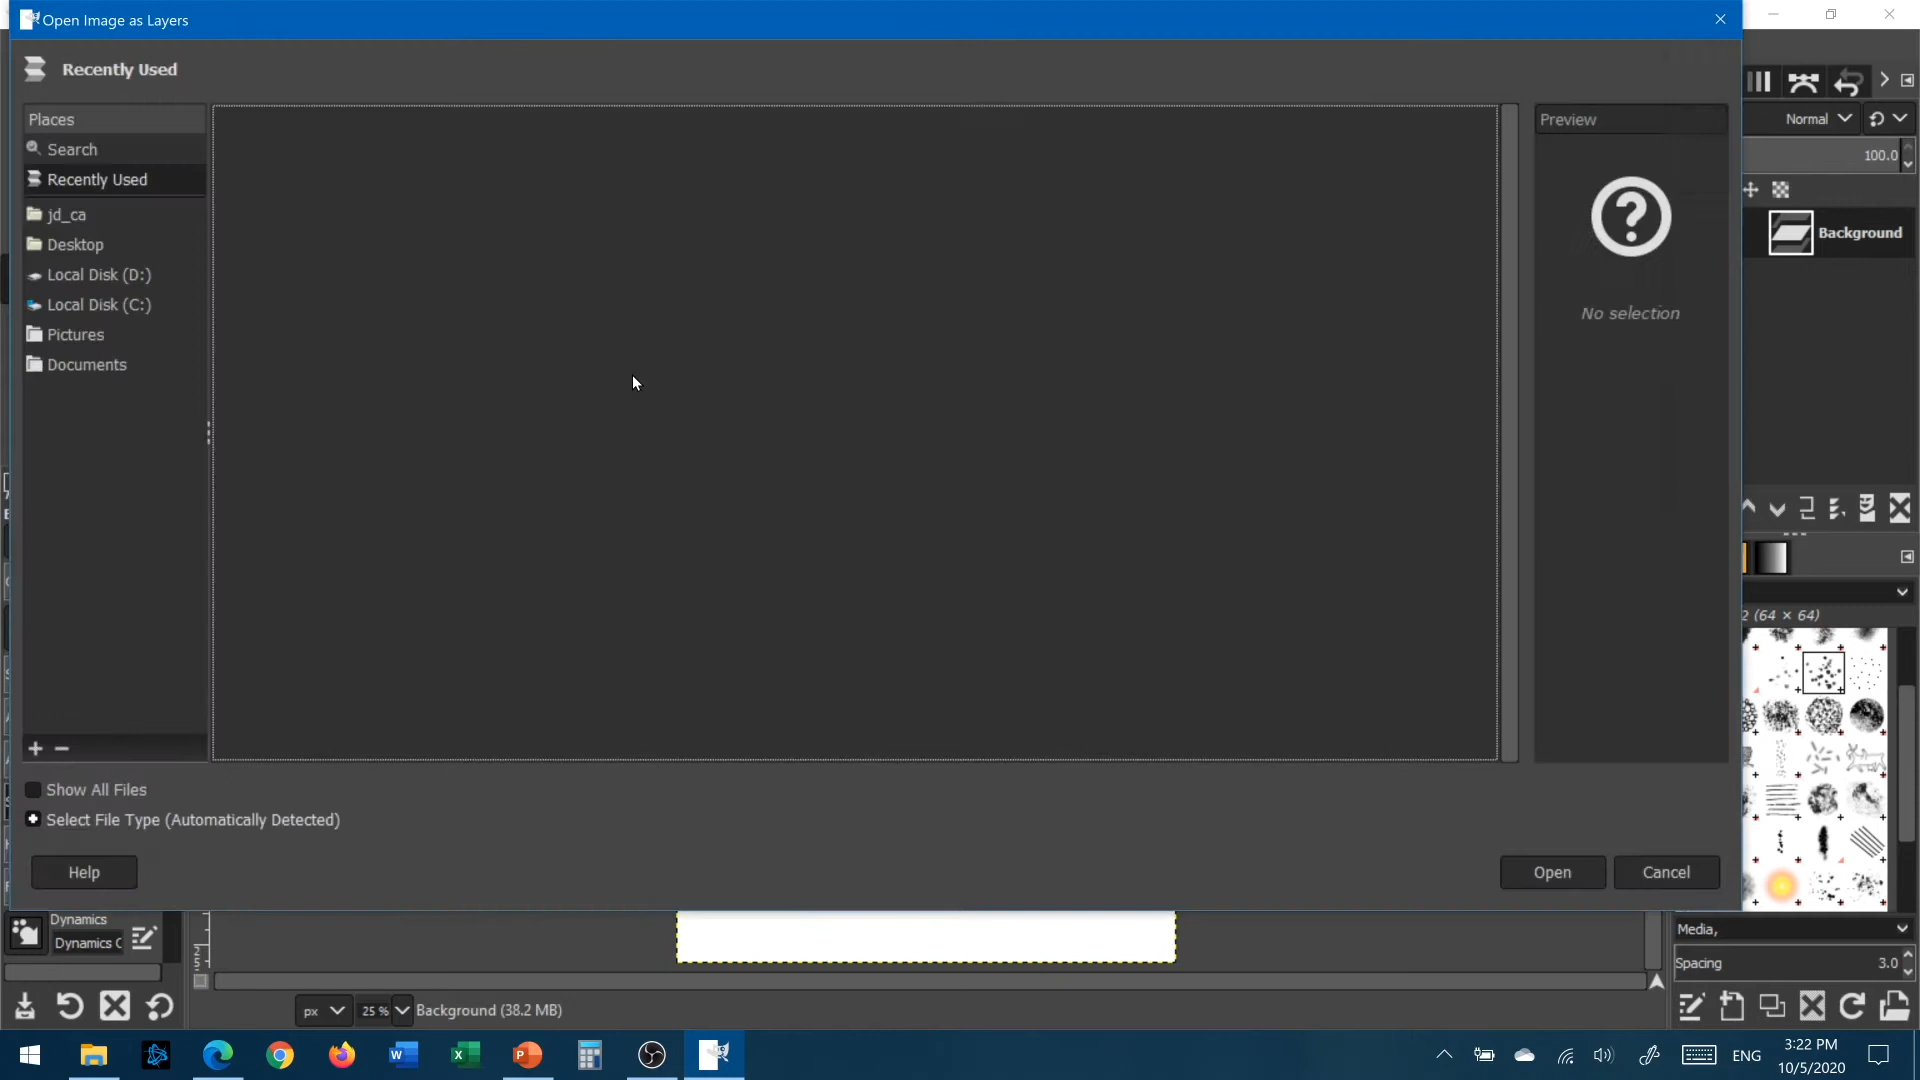 Open Image as Layers
Recently Used
Places
Search
Recently Used
jd_ca
Desktop
Local Disk (D:)
Local Disk (C:)
Pictures
Documents
Preview
No selection
Show All Files
Select File Type (Automatically Detected)
Help
Open
Cancel
Normal
100.0
Background
2 (64 × 64)
Dynamics
Dynamics
px
25 %
Background (38.2 MB)
Media,
Spacing
3.0
ENG
3:22 PM
10/5/2020